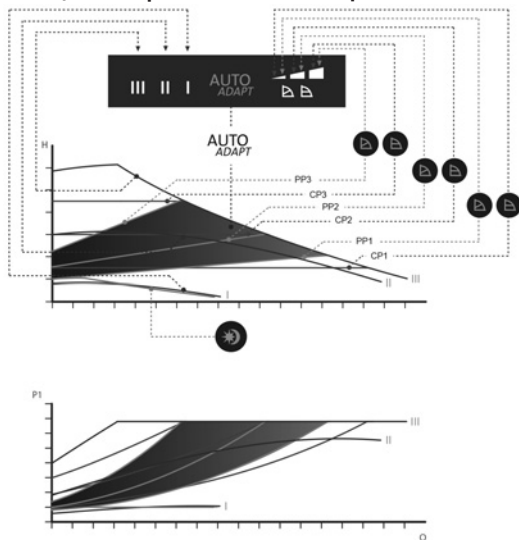 III II I AUTO
ADAPT
AUTO
ADAPT
H
PP3
CP3
PP2
CP2
PP1
CP1
III
II
I
P1
III
II
I
Q